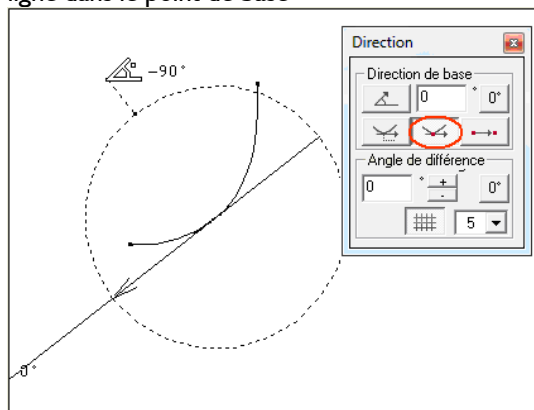 ligne dans le point de base
-90°
0°
Direction
Direction de base
0 ° 0°
Angle de différence
0 ° + - 0°
5